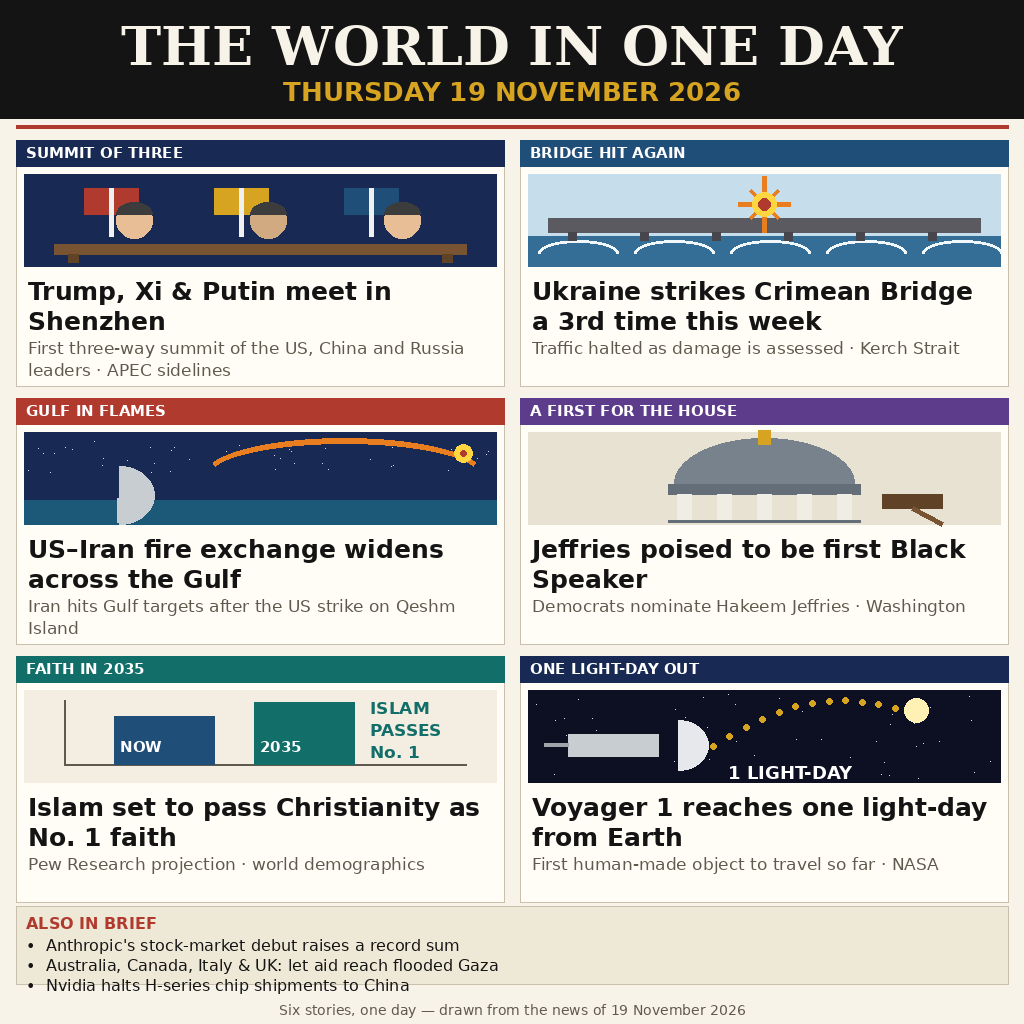 THE WORLD IN ONE DAY
THURSDAY 19 NOVEMBER 2026
SUMMIT OF THREE
Trump, Xi & Putin meet in
Shenzhen
First three-way summit of the US, China and Russia
leaders · APEC sidelines
BRIDGE HIT AGAIN
Ukraine strikes Crimean Bridge
a 3rd time this week
Traffic halted as damage is assessed · Kerch Strait
GULF IN FLAMES
US–Iran fire exchange widens
across the Gulf
Iran hits Gulf targets after the US strike on Qeshm
Island
A FIRST FOR THE HOUSE
Jeffries poised to be first Black
Speaker
Democrats nominate Hakeem Jeffries · Washington
FAITH IN 2035
NOW
2035
ISLAM
PASSES
No. 1
Islam set to pass Christianity as
No. 1 faith
Pew Research projection · world demographics
ONE LIGHT-DAY OUT
1 LIGHT-DAY
Voyager 1 reaches one light-day
from Earth
First human-made object to travel so far · NASA
ALSO IN BRIEF
• Anthropic's stock-market debut raises a record sum
• Australia, Canada, Italy & UK: let aid reach flooded Gaza
• Nvidia halts H-series chip shipments to China
Six stories, one day — drawn from the news of 19 November 2026